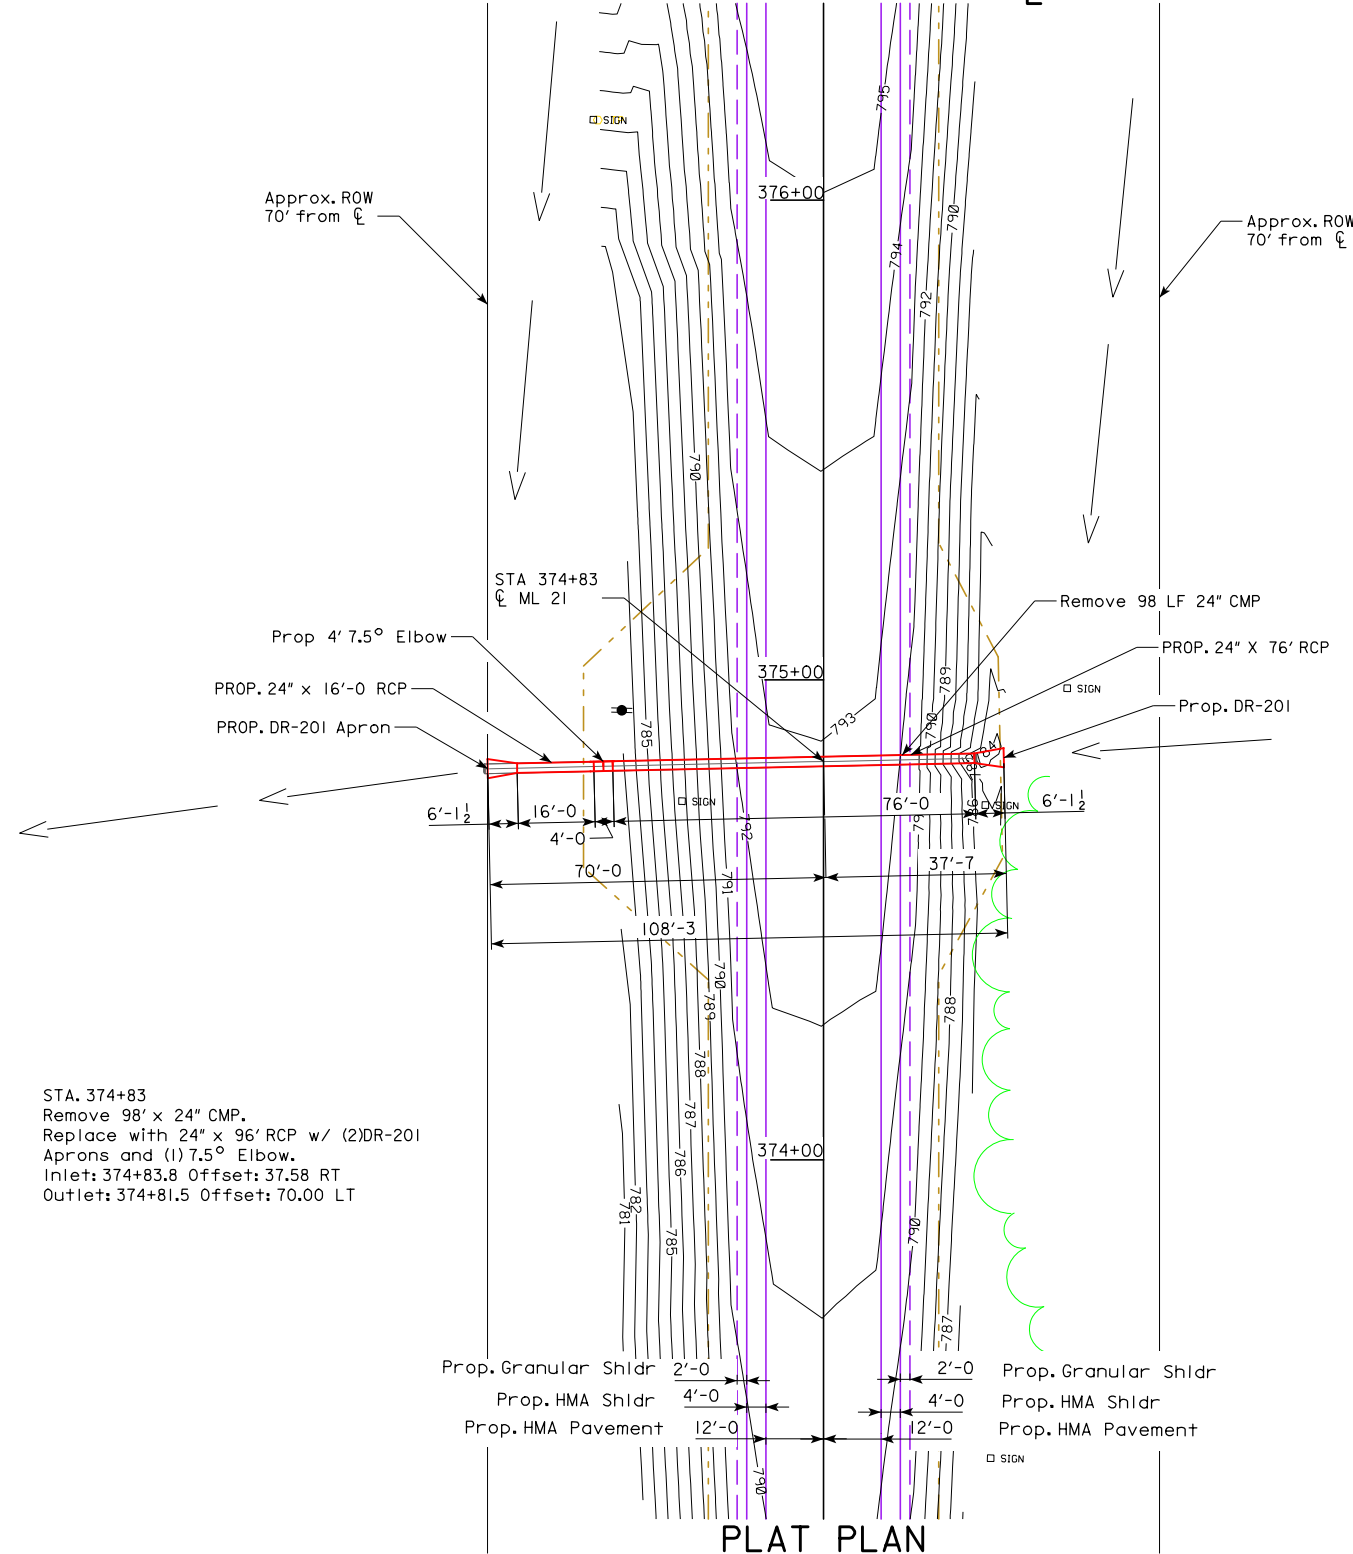 ℄
795
SIGN
376+00
Approx. ROW
70' from ℄
790
Approx. ROW
70' from ℄
794
792
790
STA 374+83
℄ ML 21
Remove 98 LF 24" CMP
Prop 4' 7.5° Elbow
PROP. 24" X 76' RCP
375+00
789
PROP. 24" x 16'-0 RCP
SIGN
Prop. DR-201
PROP. DR-201 Apron
793
790
785
6'-1 1/2
16'-0
SIGN
76'-0
SIGN
6'-1 1/2
4'-0
792
786
70'-0
37'-7
791
108'-3
790
789
788
788
STA. 374+83
Remove 98' x 24" CMP.
Replace with 24" x 96' RCP w/ (2)DR-201
Aprons and (1) 7.5° Elbow.
Inlet: 374+83.8 Offset: 37.58 RT
Outlet: 374+81.5 Offset: 70.00 LT
787
374+00
786
782
781
785
790
787
Prop. Granular Shldr
2'-0
2'-0
Prop. Granular Shldr
Prop. HMA Shldr
4'-0
4'-0
Prop. HMA Shldr
Prop. HMA Pavement
12'-0
12'-0
Prop. HMA Pavement
SIGN
790
PLAT PLAN